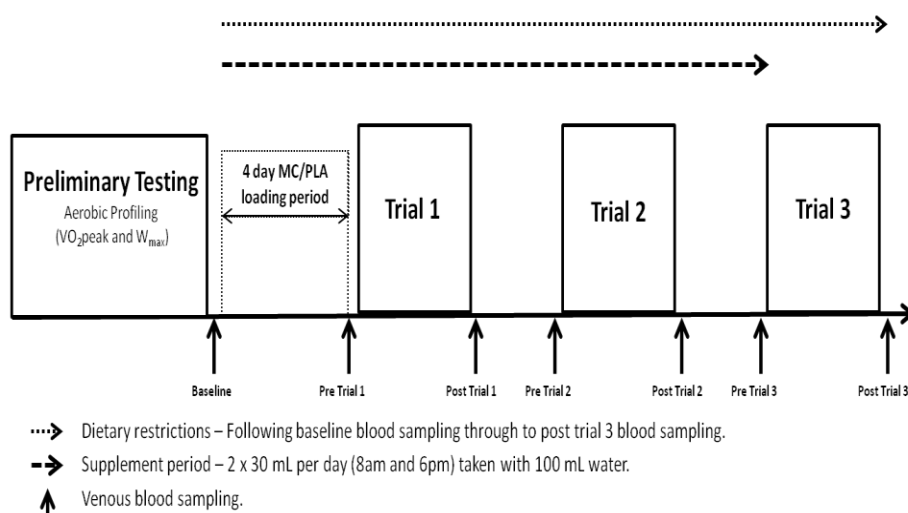 Preliminary Testing
Aerobic Profiling
(VO₂peak and Wₘₐₓ)
4 day MC/PLA
loading period
Trial 1
Trial 2
Trial 3
Baseline
Pre Trial 1
Post Trial 1
Pre Trial 2
Post Trial 2
Pre Trial 3
Post Trial 3
Dietary restrictions – Following baseline blood sampling through to post trial 3 blood sampling.
Supplement period – 2 x 30 mL per day (8am and 6pm) taken with 100 mL water.
Venous blood sampling.